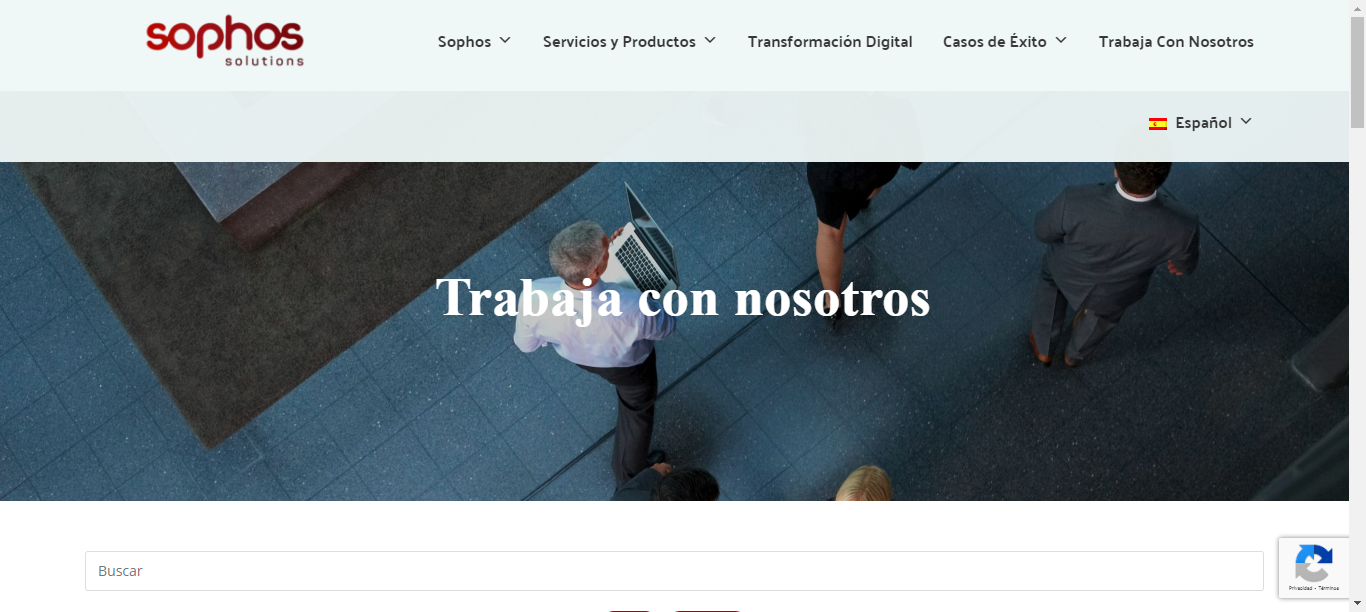 sophos
solutions
Sophos Servicios y Productos Transformación Digital Casos de Éxito Trabaja Con Nosotros
Español
Trabaja con nosotros
Buscar
Privacidad - Términos